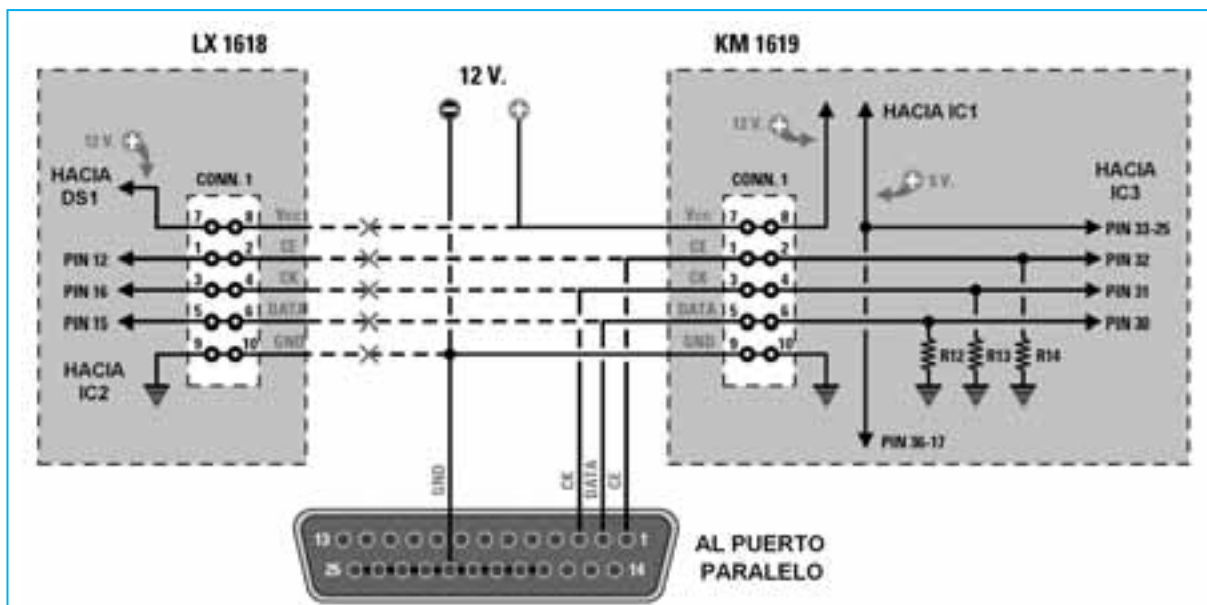 LX 1618
KM 1619
12 V.
12 V.
HACIA
DS1
CONN. 1
7 8
Vcc
1 2
CE
PIN 12
3 4
CK
PIN 16
5 6
DATA
PIN 15
9 10
GND
HACIA
IC2
12 V.
HACIA IC1
5 V.
HACIA
IC3
CONN. 1
Vcc
7 8
PIN 33-25
CE
1 2
PIN 32
CK
3 4
PIN 31
DATA
5 6
PIN 30
GND
9 10
R12
R13
R14
PIN 36-17
GND
CK
DATA
CE
13
1
25
14
AL PUERTO
PARALELO